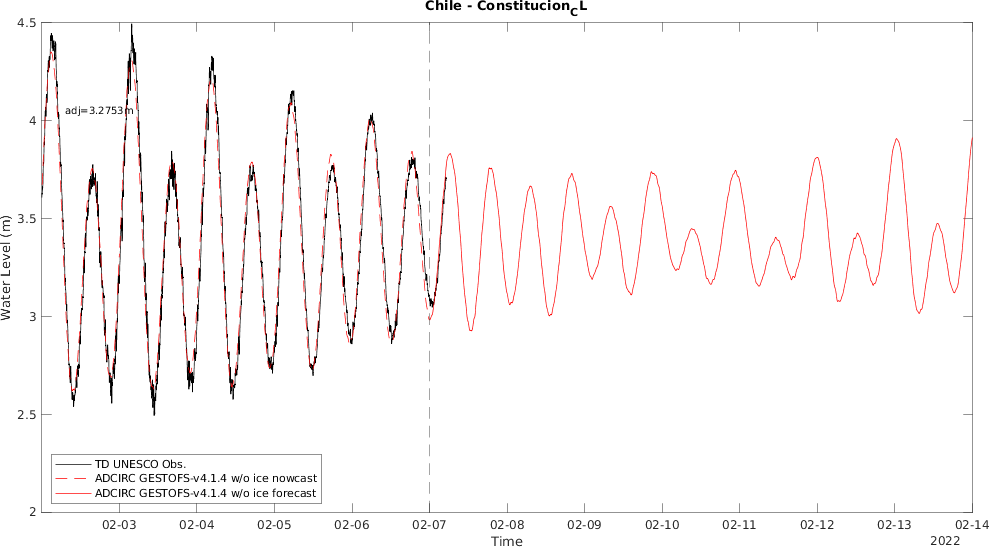 Chile - Constitucion_CL
4.5
4
3.5
3
2.5
2
Water Level (m)
adj=3.2753m
TD UNESCO Obs.
ADCIRC GESTOFS-v4.1.4 w/o ice nowcast
ADCIRC GESTOFS-v4.1.4 w/o ice forecast
02-03 02-04 02-05 02-06 02-07 02-08 02-09 02-10 02-11 02-12 02-13 02-14
Time
2022